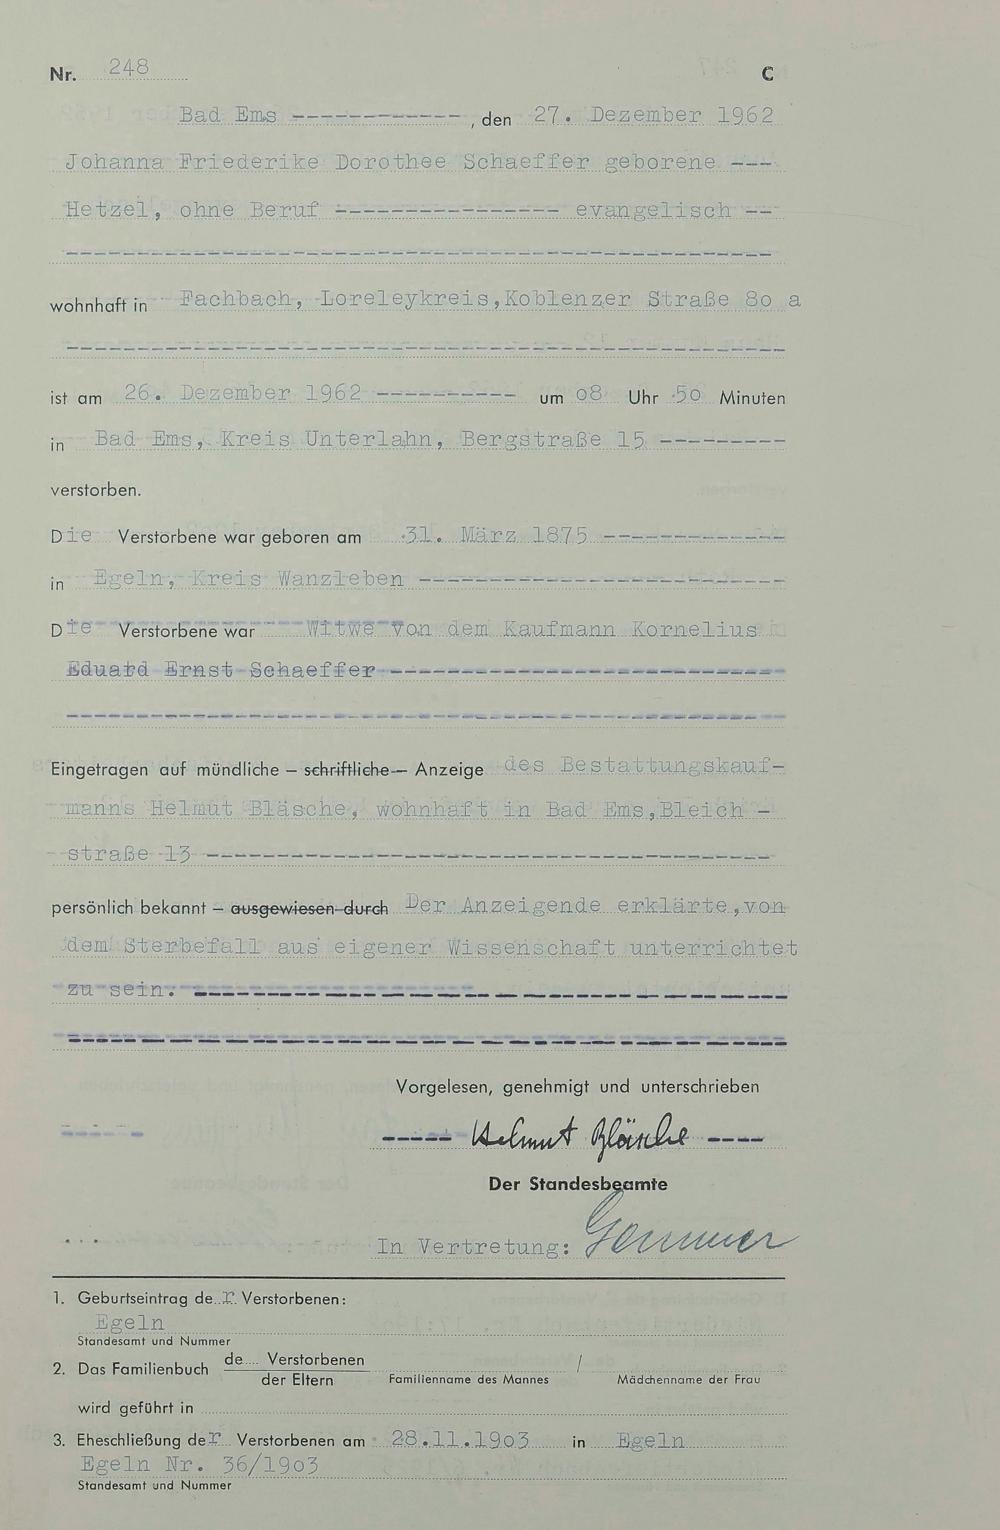 Nr. 248 C
Bad Ems ------------ , den 27. Dezember 1962
Johanna Friederike Dorothee Schaeffer geborene ---
Hetzel, ohne Beruf ---------------- evangelisch --
wohnhaft in Fachbach, Loreleykreis,Koblenzer Straße 8o a
ist am 26. Dezember 1962 ---------- um o8 Uhr 5o Minuten
in Bad Ems, Kreis Unterlahn, Bergstraße 15 ---------
verstorben.
Die Verstorbene war geboren am 31. März 1875 -------------
in Egeln, Kreis Wanzleben --------------------------
Die Verstorbene war Witwe von dem Kaufmann Kornelius
Eduard Ernst Schaeffer ----------------------------
Eingetragen auf mündliche – schriftliche – Anzeige des Bestattungskauf-
manns Helmut Bläsche, wohnhaft in Bad Ems,Bleich -
straße 13 ----------------------------------------
persönlich bekannt – ausgewiesen durch Der Anzeigende erklärte,von
dem Sterbefall aus eigener Wissenschaft unterrichtet
zu sein. ------------------------------------------
Vorgelesen, genehmigt und unterschrieben
----- Helmut Bläsche ----
Der Standesbeamte
... In Vertretung: Gemmer
1. Geburtseintrag der Verstorbenen:
Egeln
Standesamt und Nummer
2. Das Familienbuch de.... Verstorbenen /
der Eltern Familienname des Mannes Mädchenname der Frau
wird geführt in
3. Eheschließung der Verstorbenen am 28.11.19o3 in Egeln
Egeln Nr. 36/19o3
Standesamt und Nummer